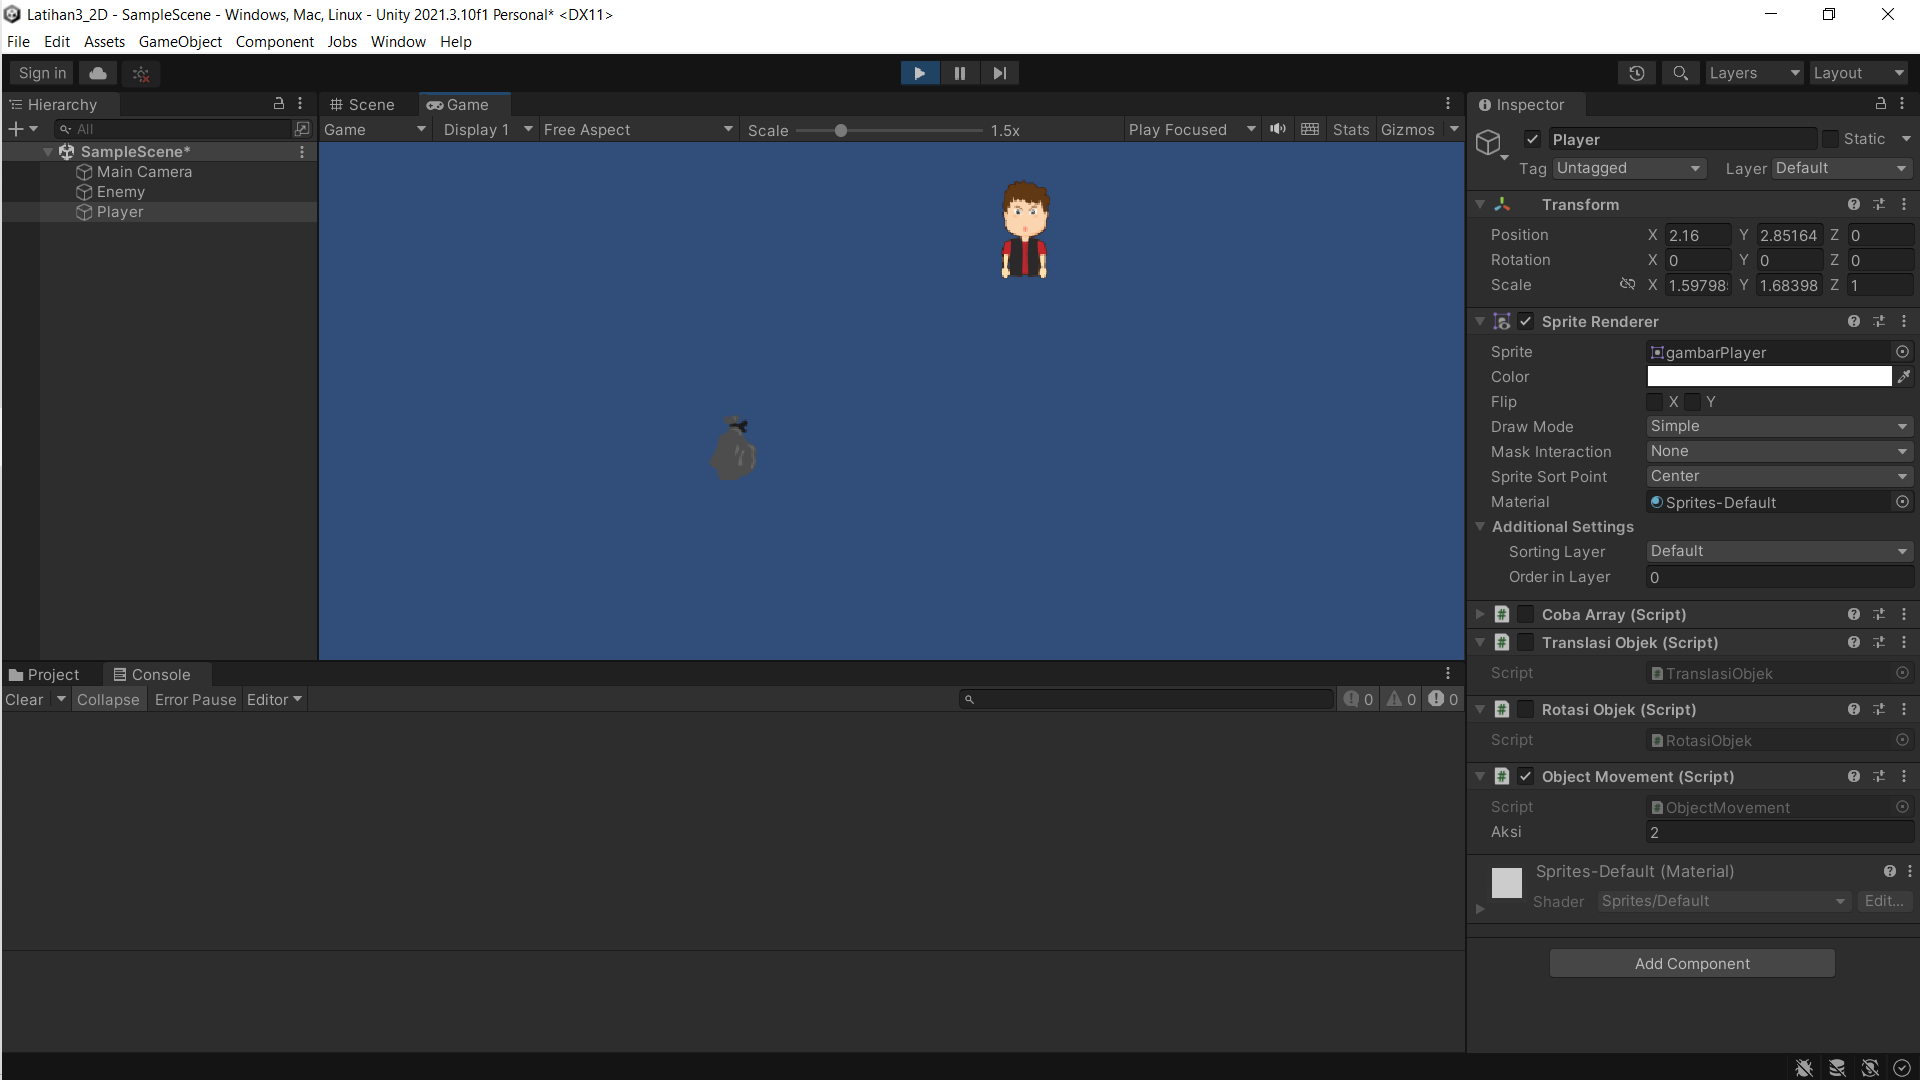 Latihan3_2D - SampleScene - Windows, Mac, Linux - Unity 2021.3.10f1 Personal* <DX11>
File Edit Assets GameObject Component Jobs Window Help
Sign in
Layers Layout
Hierarchy
All
SampleScene*
Main Camera
Enemy
Player
Scene Game
Game Display 1 Free Aspect Scale 1.5x Play Focused Stats Gizmos
Project Console
Clear Collapse Error Pause Editor 0 0 0
Inspector
Player Static
Tag Untagged Layer Default
Transform
Position X 2.16 Y 2.85164 Z 0
Rotation X 0 Y 0 Z 0
Scale X 1.59798 Y 1.68398 Z 1
Sprite Renderer
Sprite gambarPlayer
Color
Flip X Y
Draw Mode Simple
Mask Interaction None
Sprite Sort Point Center
Material Sprites-Default
Additional Settings
Sorting Layer Default
Order in Layer 0
# Coba Array (Script)
# Translasi Objek (Script)
Script TranslasiObjek
# Rotasi Objek (Script)
Script RotasiObjek
# Object Movement (Script)
Script ObjectMovement
Aksi 2
Sprites-Default (Material)
Shader Sprites/Default Edit...
Add Component